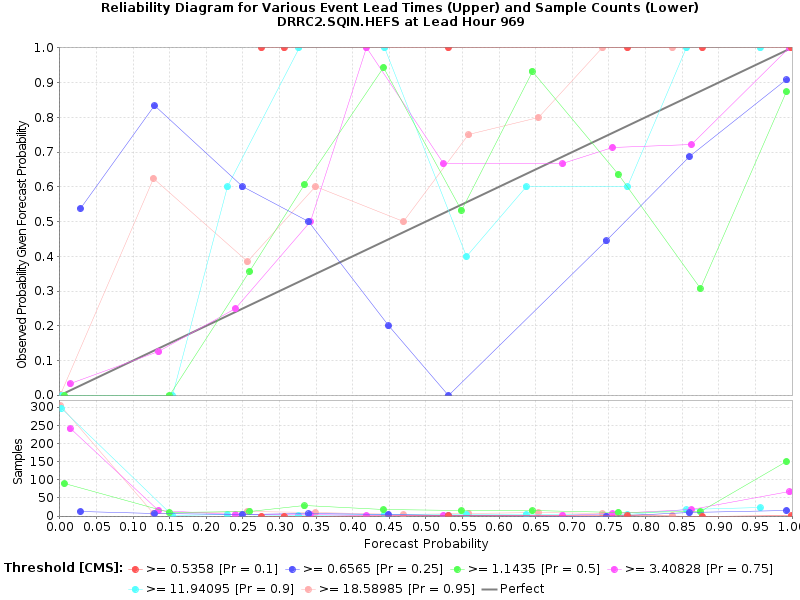 Reliability Diagram for Various Event Lead Times (Upper) and Sample Counts (Lower)
DRRC2.SQIN.HEFS at Lead Hour 969
Observed Probability Given Forecast Probability
1.0
0.9
0.8
0.7
0.6
0.5
0.4
0.3
0.2
0.1
0.0
Samples
300
250
200
150
100
50
0
0.00 0.05 0.10 0.15 0.20 0.25 0.30 0.35 0.40 0.45 0.50 0.55 0.60 0.65 0.70 0.75 0.80 0.85 0.90 0.95 1.0
Forecast Probability
Threshold [CMS]: >= 0.5358 [Pr = 0.1] >= 0.6565 [Pr = 0.25] >= 1.1435 [Pr = 0.5] >= 3.40828 [Pr = 0.75]
>= 11.94095 [Pr = 0.9] >= 18.58985 [Pr = 0.95] Perfect